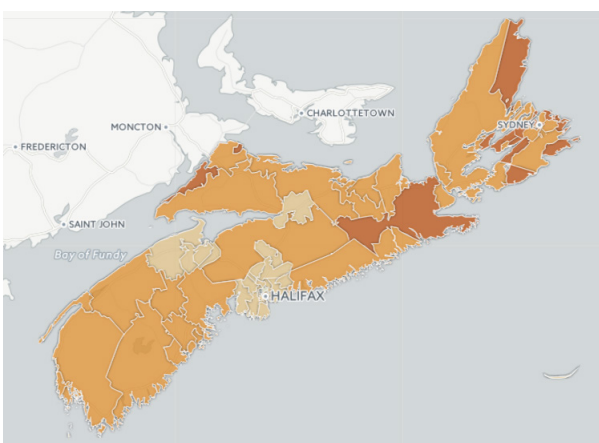 CHARLOTTETOWN
MONCTON
SYDNEY
FREDERICTON
SAINT JOHN
Bay of Fundy
HALIFAX